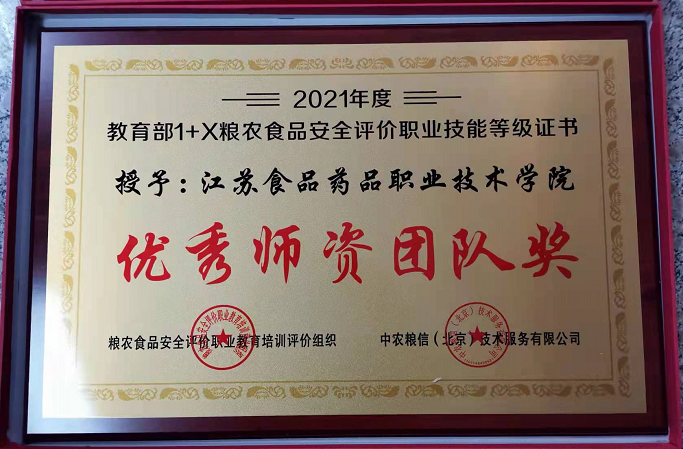 2021年度
教育部1+X粮农食品安全评价职业技能等级证书
授予：江苏食品药品职业技术学院
优秀师资团队奖
粮农食品安全评价职业教育培训评价组织
中农粮信（北京）技术服务有限公司